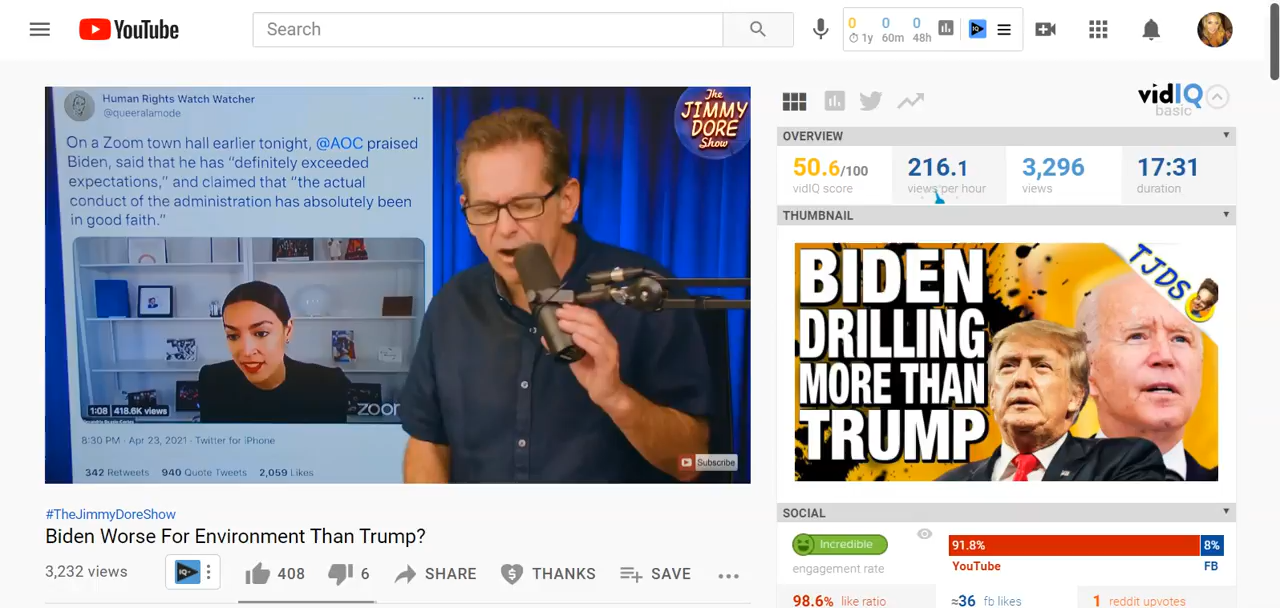 YouTube
Search
0 0 0
1y 60m 48h
IQ
Human Rights Watch Watcher
@queeralamode
On a Zoom town hall earlier tonight, @AOC praised
Biden, said that he has “definitely exceeded
expectations,” and claimed that “the actual
conduct of the administration has absolutely been
in good faith.”
1:08 418.6K views
zoom
8:30 PM · Apr 23, 2021 · Twitter for iPhone
342 Retweets 940 Quote Tweets 2,059 Likes
The
JIMMY
DORE
Show
Subscribe
#TheJimmyDoreShow
Biden Worse For Environment Than Trump?
3,232 views
IQ
408
6
SHARE
THANKS
SAVE
vidIQ
basic
OVERVIEW
50.6/100 216.1 3,296 17:31
vidIQ score views per hour views duration
THUMBNAIL
BIDEN
DRILLING
MORE THAN
TRUMP
TJDS
SOCIAL
Incredible
engagement rate
91.8% 8%
YouTube FB
98.6% like ratio ≈36 fb likes 1 reddit upvotes